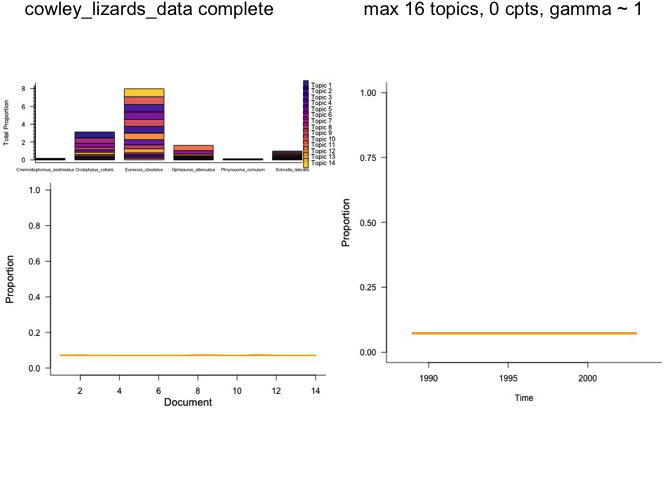 cowley_lizards_data complete
max 16 topics, 0 cpts, gamma ~ 1
Total Proportion
8
6
4
2
0
Topic 1
Topic 2
Topic 3
Topic 4
Topic 5
Topic 6
Topic 7
Topic 8
Topic 9
Topic 10
Topic 11
Topic 12
Topic 13
Topic 14
Cnemidophorous_sexlineatus
Crotophytus_collaris
Eumeces_obsoletus
Ophisaurus_attenuatus
Phrynosoma_cornutum
Scincella_lateralis
Proportion
1.0
0.8
0.6
0.4
0.2
0.0
2 4 6 8 10 12 14
Document
Proportion
1.00
0.75
0.50
0.25
0.00
1990 1995 2000
Time